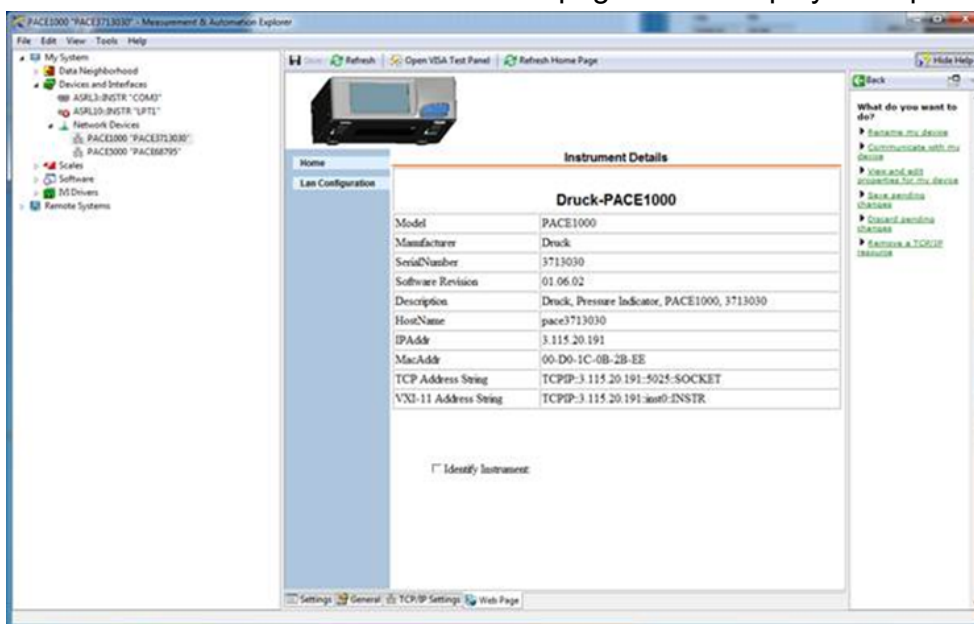 PACE1000 "PACE3713030" - Measurement & Automation Explorer
File Edit View Tools Help
My System
Data Neighborhood
Devices and Interfaces
ASRL3::INSTR "COM3"
ASRL10::INSTR "LPT1"
Network Devices
PACE1000 "PACE3713030"
PACE5000 "PACE68795"
Scales
Software
IVI Drivers
Remote Systems
Refresh Open VISA Test Panel Refresh Home Page Hide Help
Back
What do you want to do?
Rename my device
Communicate with my device
View and edit properties for my device
Save pending changes
Discard pending changes
Remove a TCP/IP resource
Home
Lan Configuration
Instrument Details
Druck-PACE1000
Model PACE1000
Manufacturer Druck
SerialNumber 3713030
Software Revision 01.06.02
Description Druck, Pressure Indicator, PACE1000, 3713030
HostName pace3713030
IPAddr 3.115.20.191
MacAddr 00-D0-1C-0B-2B-EE
TCP Address String TCPIP::3.115.20.191::5025::SOCKET
VXI-11 Address String TCPIP::3.115.20.191::inst0::INSTR
Identify Instrument:
Settings General TCP/IP Settings Web Page